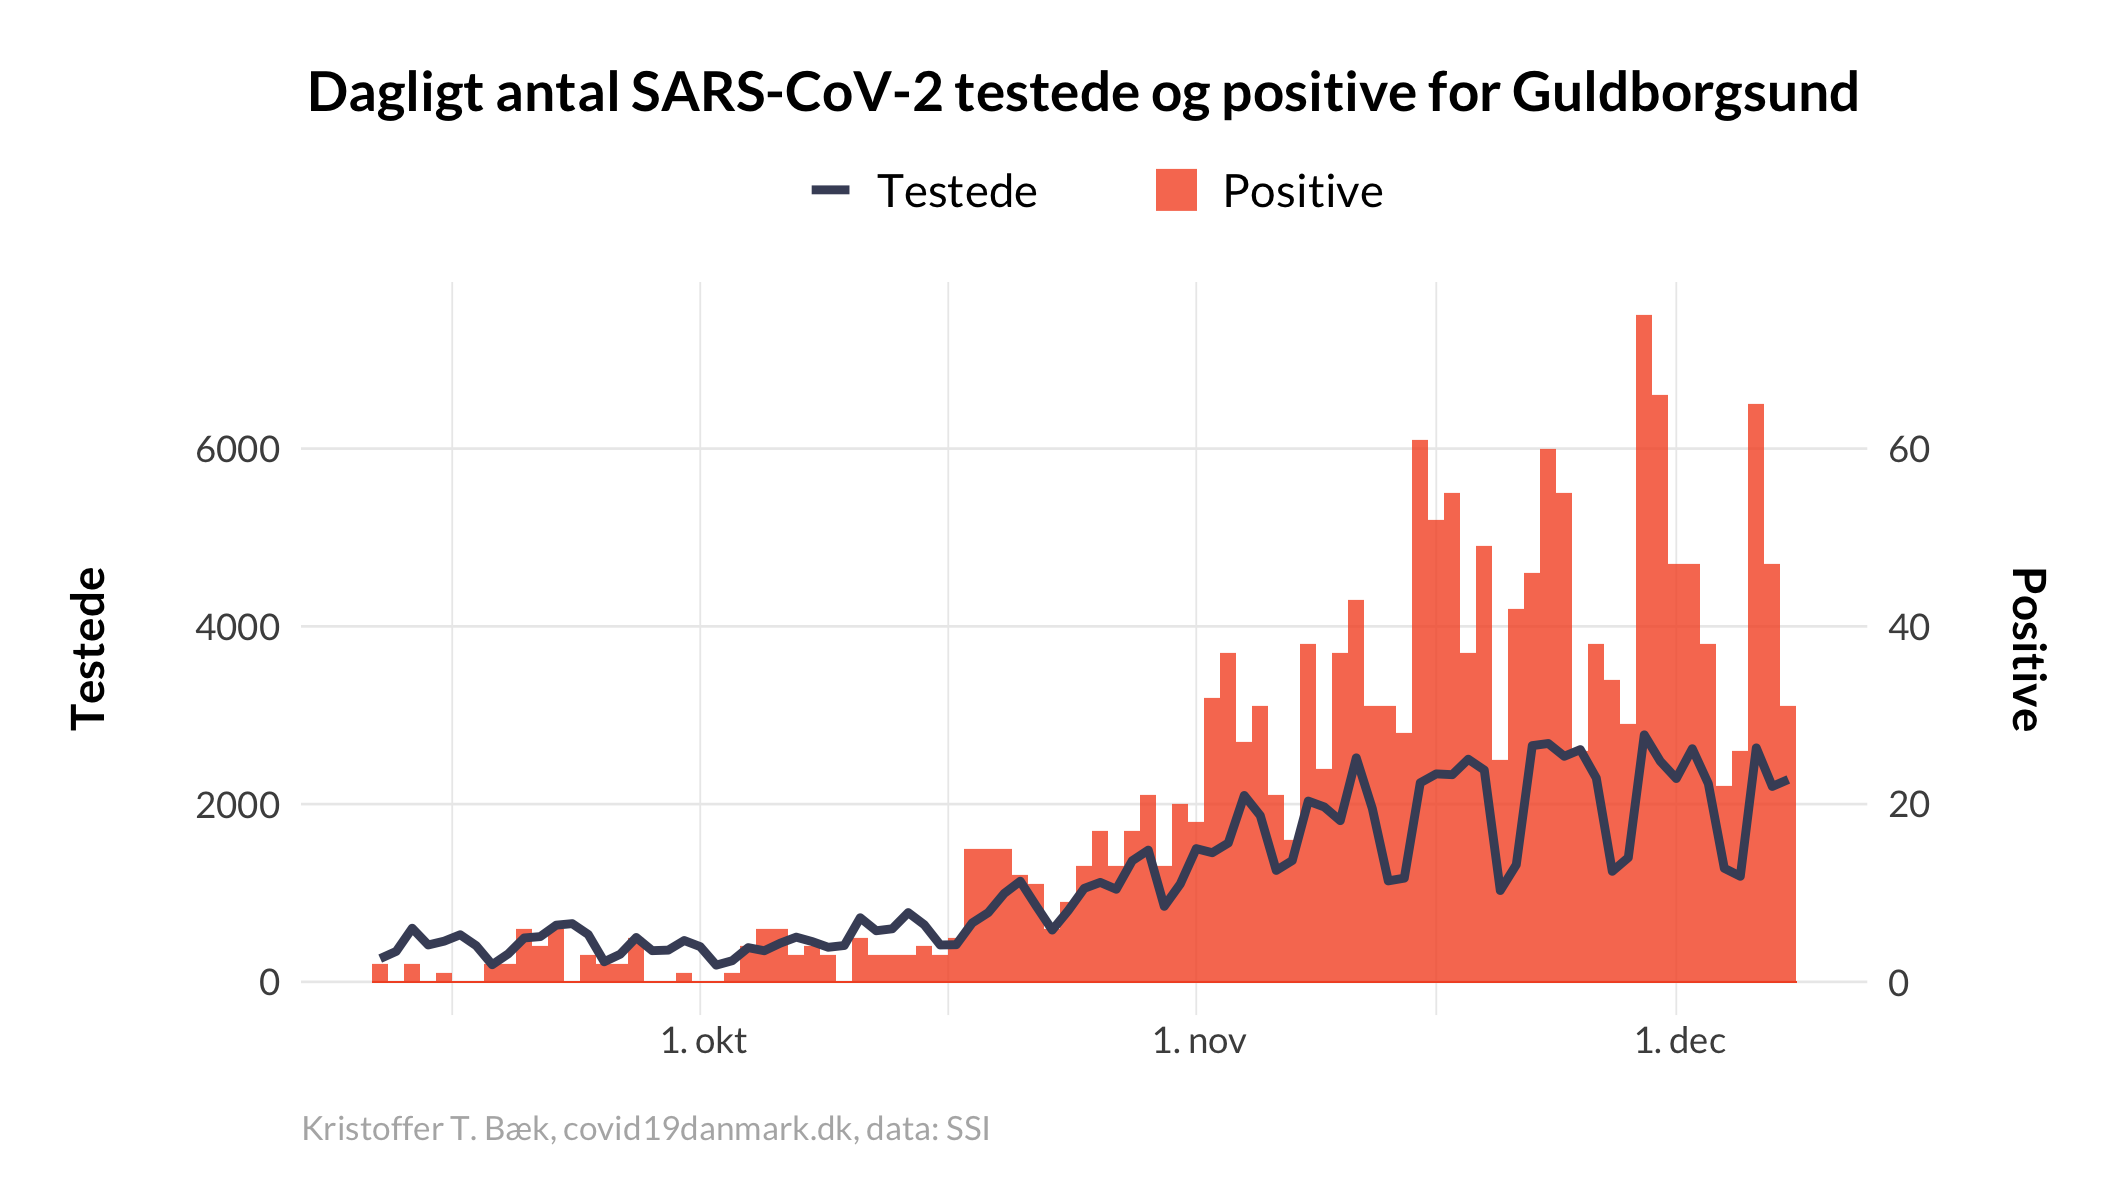 Dagligt antal SARS-CoV-2 testede og positive for Guldborgsund
Testede
Positive
Testede
6000
4000
2000
0
60
40
20
0
Positive
1. okt
1. nov
1. dec
Kristoffer T. Bæk, covid19danmark.dk, data: SSI